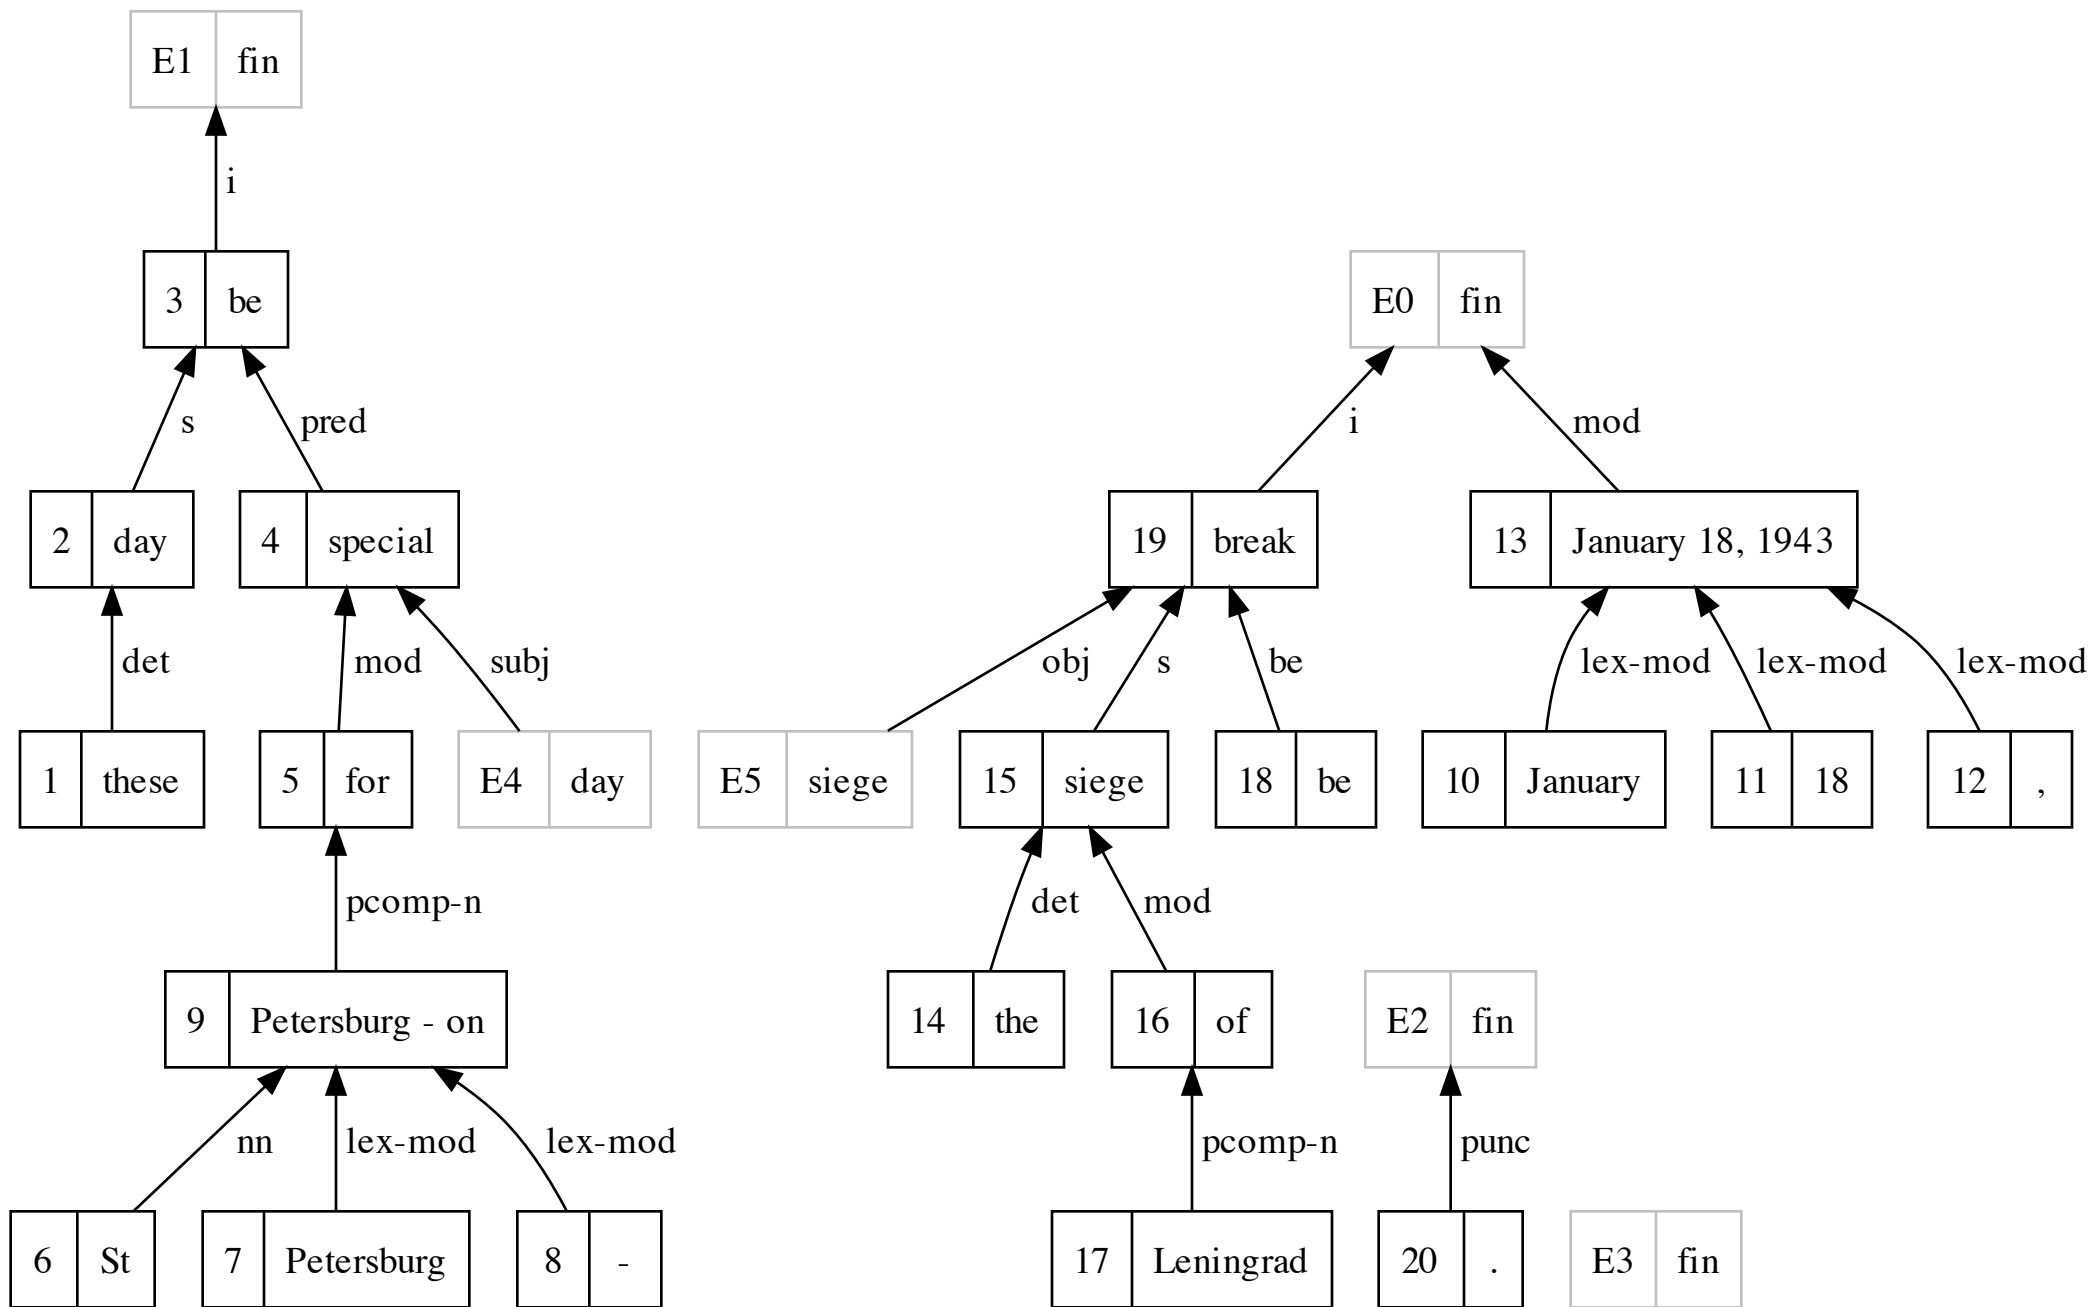 E1 fin
i
3 be
E0 fin
s pred
i mod
2 day
4 special
19 break
13 January 18, 1943
det mod subj
obj s be
lex-mod lex-mod lex-mod
1 these
5 for
E4 day
E5 siege
15 siege
18 be
10 January
11 18
12 ,
pcomp-n
det mod
9 Petersburg - on
14 the
16 of
E2 fin
nn lex-mod lex-mod
pcomp-n
punc
6 St
7 Petersburg
8 -
17 Leningrad
20 .
E3 fin